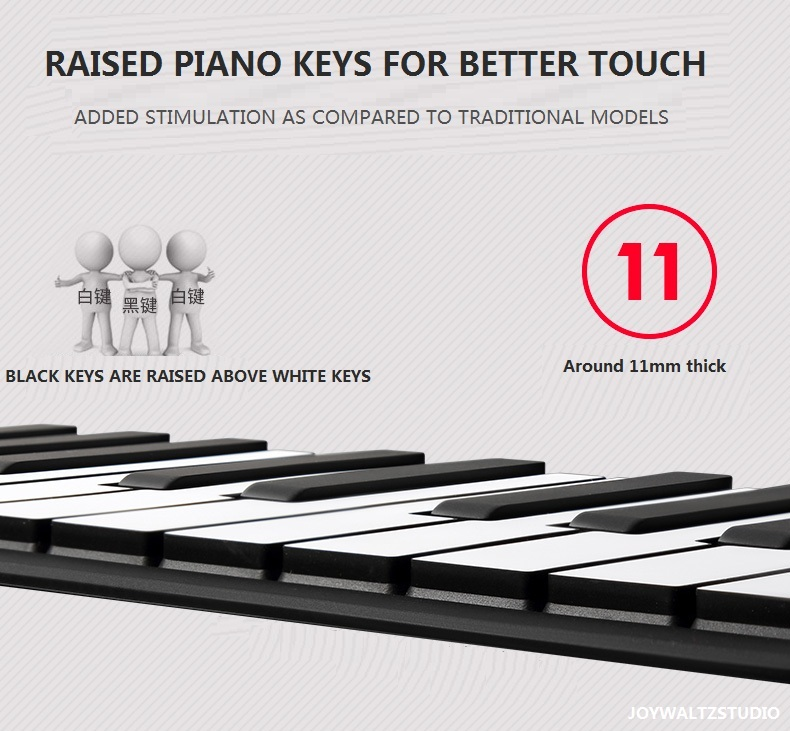 RAISED PIANO KEYS FOR BETTER TOUCH
ADDED STIMULATION AS COMPARED TO TRADITIONAL MODELS
白键
黑键
白键
BLACK KEYS ARE RAISED ABOVE WHITE KEYS
11
Around 11mm thick
JOYWALTZSTUDIO